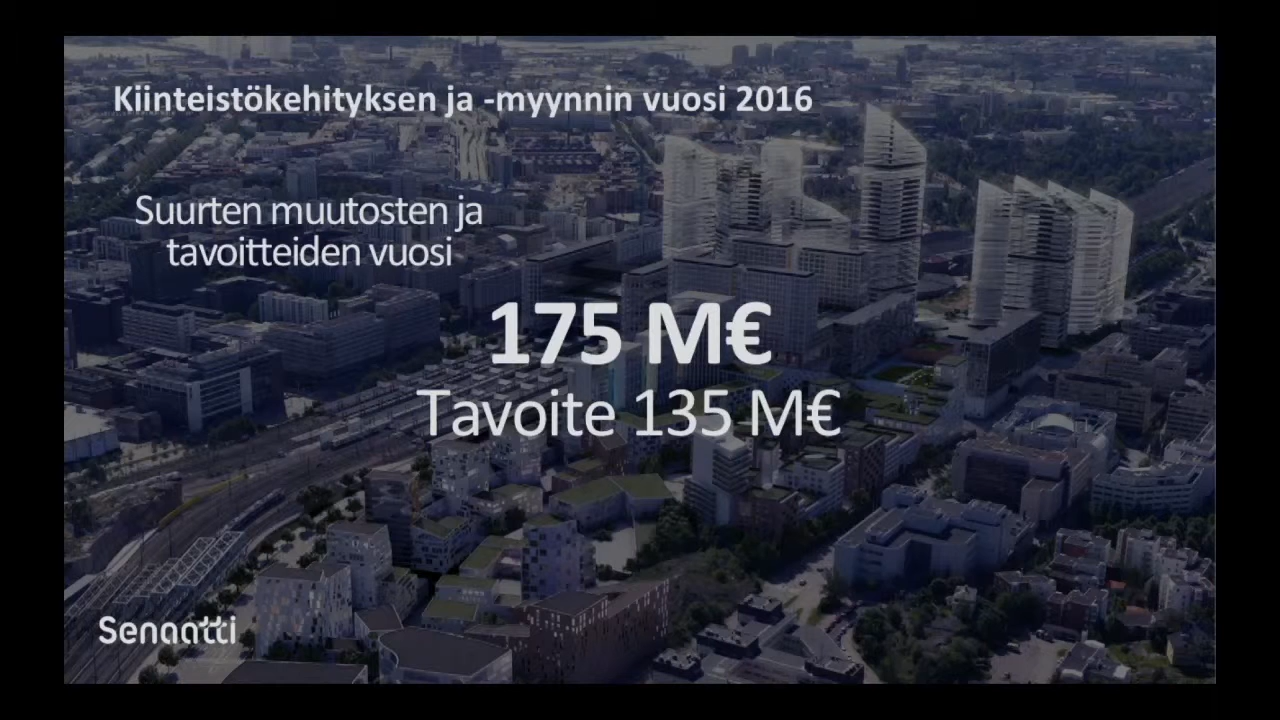 Kiinteistökehityksen ja -myynnin vuosi 2016
Suurten muutosten ja
tavoitteiden vuosi
175 M€
Tavoite 135 M€
Senaatti